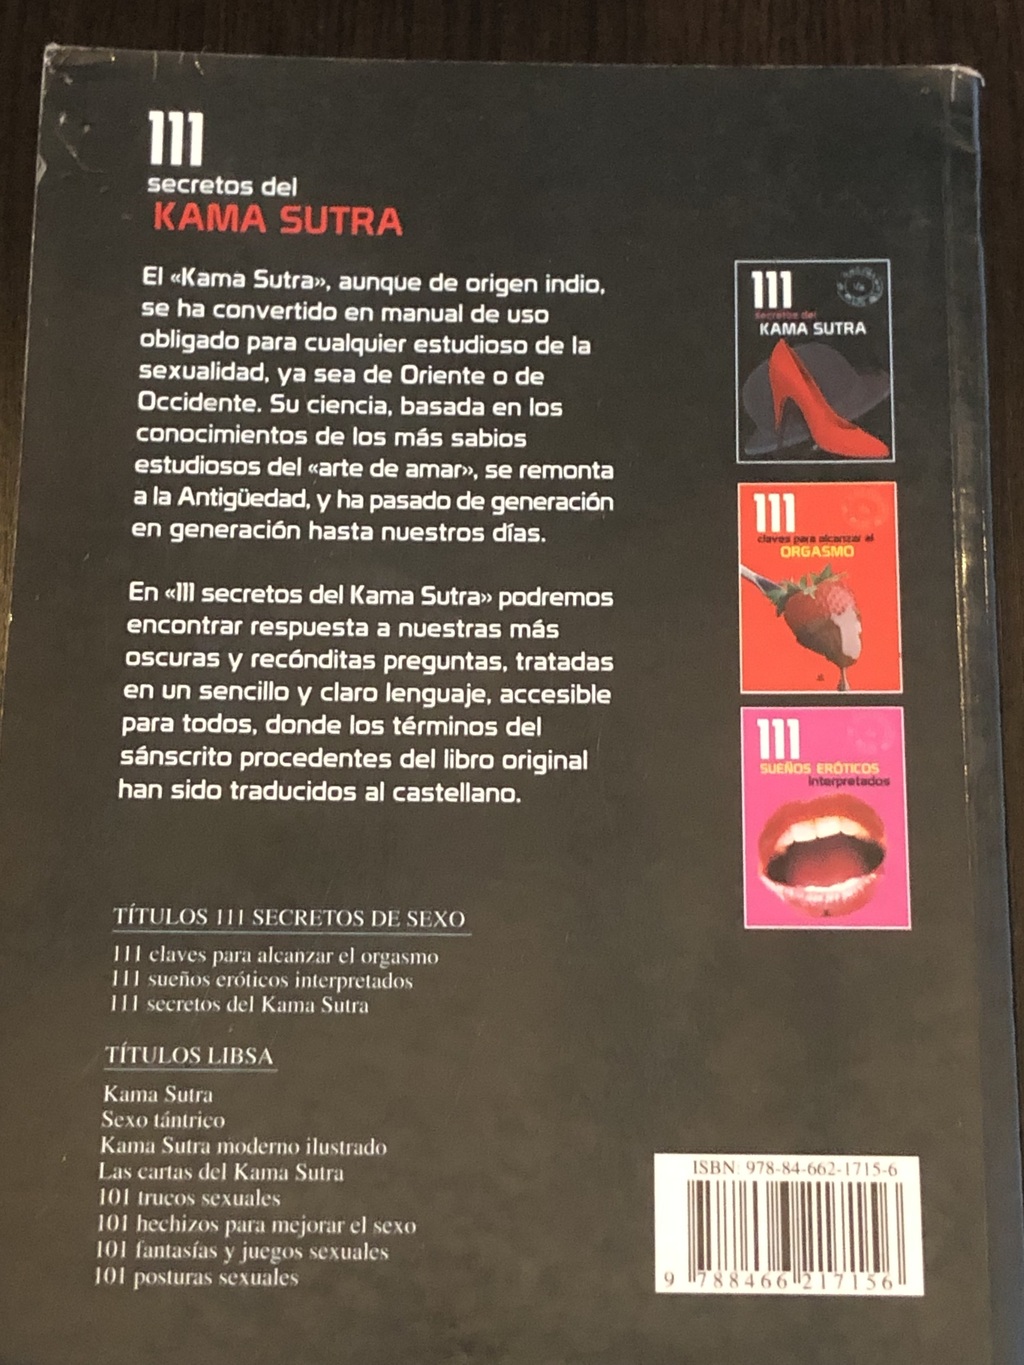 111
secretos del
KAMA SUTRA
El «Kama Sutra», aunque de origen indio,
se ha convertido en manual de uso
obligado para cualquier estudioso de la
sexualidad, ya sea de Oriente o de
Occidente. Su ciencia, basada en los
conocimientos de los más sabios
estudiosos del «arte de amar», se remonta
a la Antigüedad, y ha pasado de generación
en generación hasta nuestros días.
En «111 secretos del Kama Sutra» podremos
encontrar respuesta a nuestras más
oscuras y recónditas preguntas, tratadas
en un sencillo y claro lenguaje, accesible
para todos, donde los términos del
sánscrito procedentes del libro original
han sido traducidos al castellano.
111
secretos del
KAMA SUTRA
111
claves para alcanzar el
ORGASMO
111
SUEÑOS ERÓTICOS
interpretados
TÍTULOS 111 SECRETOS DE SEXO
111 claves para alcanzar el orgasmo
111 sueños eróticos interpretados
111 secretos del Kama Sutra
TÍTULOS LIBSA
Kama Sutra
Sexo tántrico
Kama Sutra moderno ilustrado
Las cartas del Kama Sutra
101 trucos sexuales
101 hechizos para mejorar el sexo
101 fantasías y juegos sexuales
101 posturas sexuales
ISBN: 978-84-662-1715-6
9 788466 217156